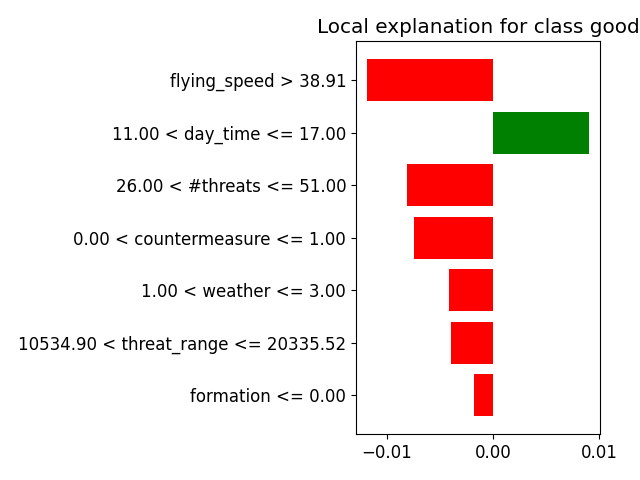 Local explanation for class good
flying_speed > 38.91
11.00 < day_time <= 17.00
26.00 < #threats <= 51.00
0.00 < countermeasure <= 1.00
1.00 < weather <= 3.00
10534.90 < threat_range <= 20335.52
formation <= 0.00
−0.01 0.00 0.01